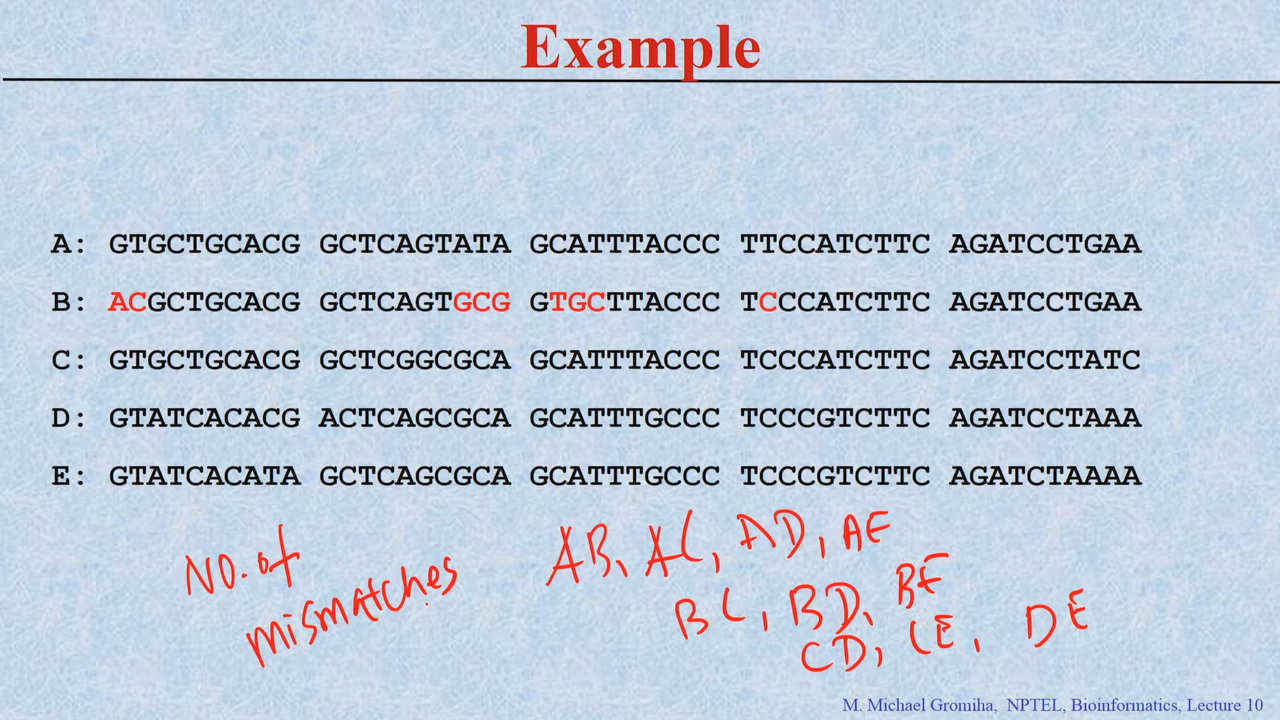 Example
A: GTGCTGCACG GCTCAGTATA GCATTTACCC TTCCATCTTC AGATCCTGAA
B: ACGCTGCACG GCTCAGTGCG GTGCTTACCC TCCCATCTTC AGATCCTGAA
C: GTGCTGCACG GCTCGGCGCA GCATTTACCC TCCCATCTTC AGATCCTATC
D: GTATCACACG ACTCAGCGCA GCATTTGCCC TCCCGTCTTC AGATCCTAAA
E: GTATCACATA GCTCAGCGCA GCATTTGCCC TCCCGTCTTC AGATCTAAAA
NO. of
mismatches
AB, AC, AD, AE
BC, BD, BE
CD, CE, DE
M. Michael Gromiha, NPTEL, Bioinformatics, Lecture 10